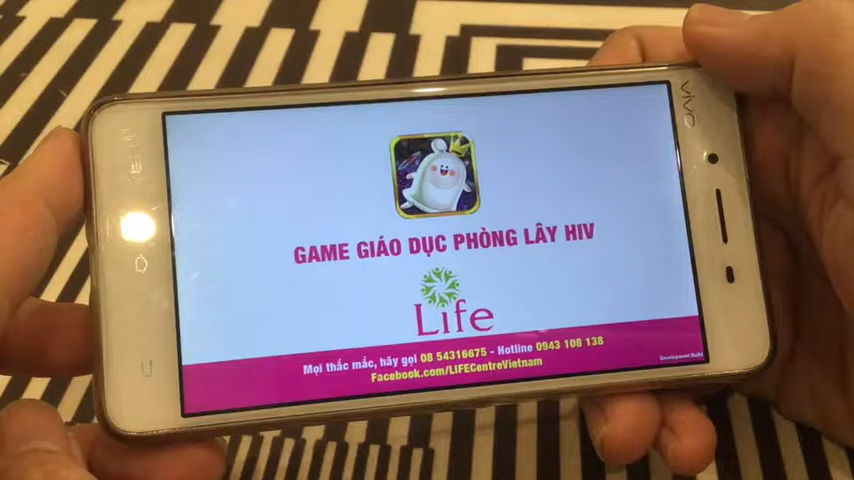 vivo
GAME GIÁO DỤC PHÒNG LÂY HIV
Life
Mọi thắc mắc, hãy gọi 08 54316675 - Hotline 0943 108 138
Facebook.com/LIFECentreVietnam
Development Build